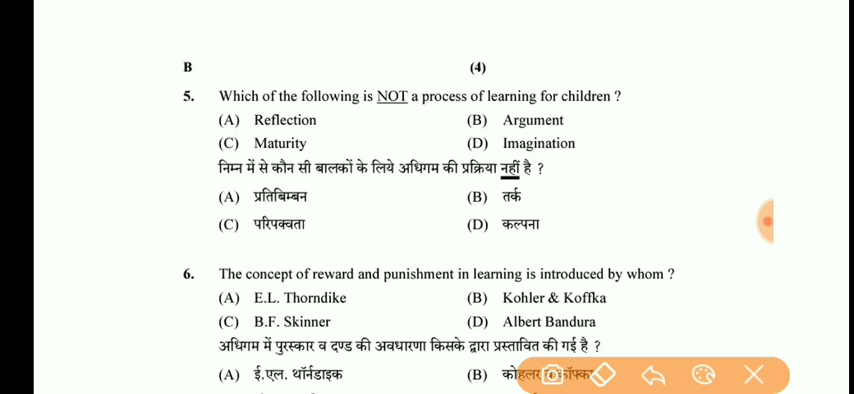 B (4)
5. Which of the following is NOT a process of learning for children ?
(A) Reflection (B) Argument
(C) Maturity (D) Imagination
निम्न में से कौन सी बालकों के लिये अधिगम की प्रक्रिया नहीं है ?
(A) प्रतिबिम्बन (B) तर्क
(C) परिपक्वता (D) कल्पना
6. The concept of reward and punishment in learning is introduced by whom ?
(A) E.L. Thorndike (B) Kohler & Koffka
(C) B.F. Skinner (D) Albert Bandura
अधिगम में पुरस्कार व दण्ड की अवधारणा किसके द्वारा प्रस्तावित की गई है ?
(A) ई.एल. थॉर्नडाइक (B) कोहलर